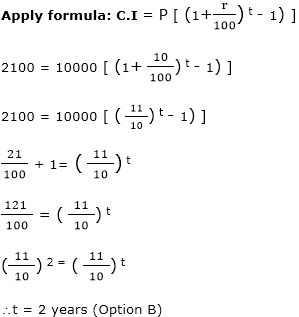 Apply formula: C.I = P [ (1+ r/100) t - 1) ]
2100 = 10000 [ (1+ 10/100) t - 1) ]
2100 = 10000 [ ( 11/10 ) t - 1) ]
21/100 + 1= ( 11/10 ) t
121/100 = ( 11/10 ) t
( 11/10 ) 2 = ( 11/10 ) t
∴t = 2 years (Option B)